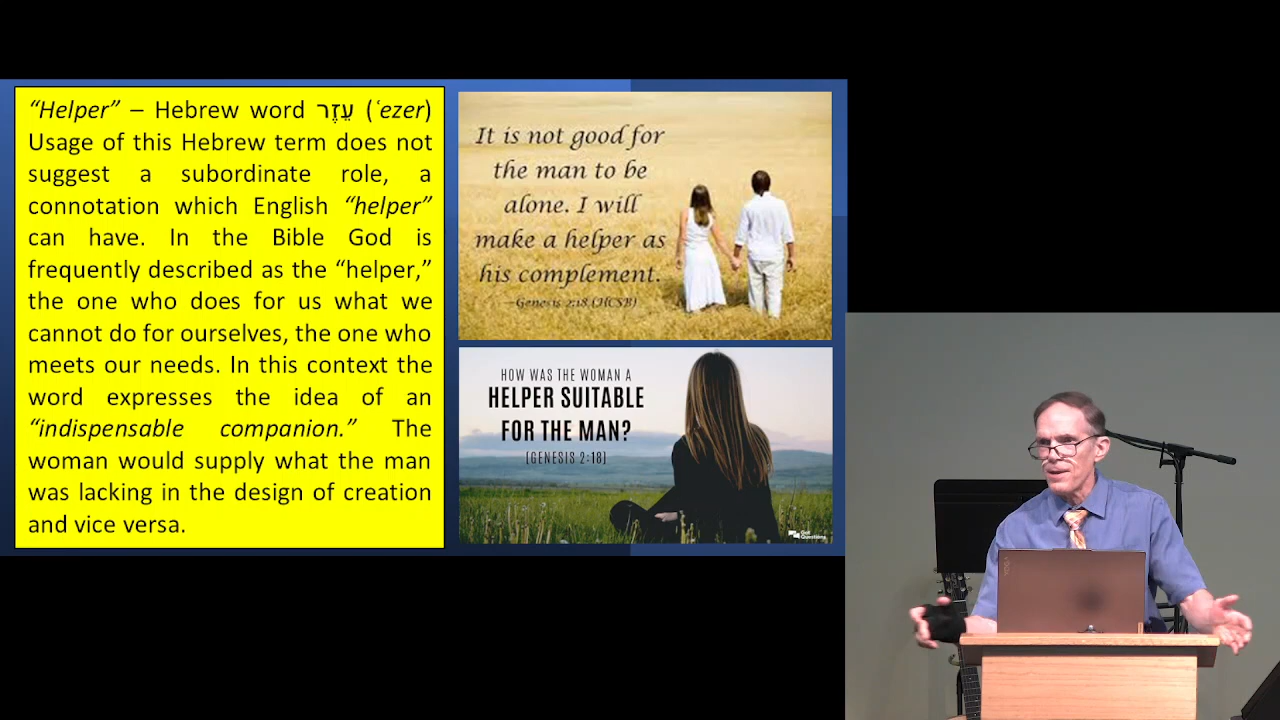 “Helper” – Hebrew word עֵזֶר (ʿezer)
Usage of this Hebrew term does not
suggest a subordinate role, a
connotation which English “helper”
can have. In the Bible God is
frequently described as the “helper,”
the one who does for us what we
cannot do for ourselves, the one who
meets our needs. In this context the
word expresses the idea of an
“indispensable companion.” The
woman would supply what the man
was lacking in the design of creation
and vice versa.
It is not good for
the man to be
alone. I will
make a helper as
his complement.
—Genesis 2:18 (HCSB)
HOW WAS THE WOMAN A
HELPER SUITABLE
FOR THE MAN?
[GENESIS 2:18]
Got
Questions